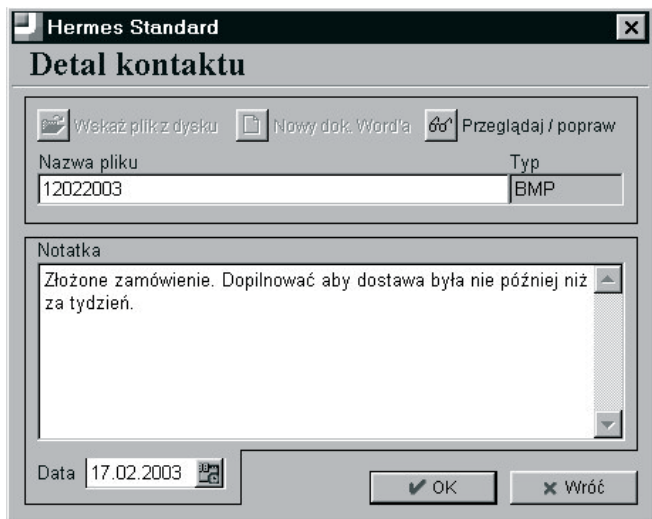 Hermes Standard
Detal kontaktu
Wskaż plik z dysku Nowy dok. Word'a Przeglądaj / popraw
Nazwa pliku Typ
12022003 BMP
Notatka
Złożone zamówienie. Dopilnować aby dostawa była nie później niż
za tydzień.
Data 17.02.2003
OK Wróć